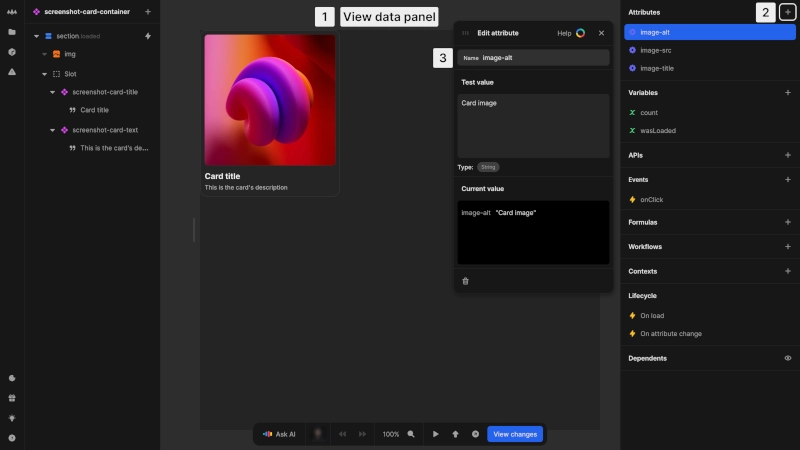 1 View data panel
2
3
screenshot-card-container
section loaded
img
Slot
screenshot-card-title
Card title
screenshot-card-text
This is the card's de...
Card title
This is the card's description
Edit attribute
Help
Name image-alt
Test value
Card image
Type: String
Current value
image-alt "Card image"
Attributes
image-alt
image-src
image-title
Variables
count
wasLoaded
APIs
Events
onClick
Formulas
Workflows
Contexts
Lifecycle
On load
On attribute change
Dependents
Ask AI
100%
View changes